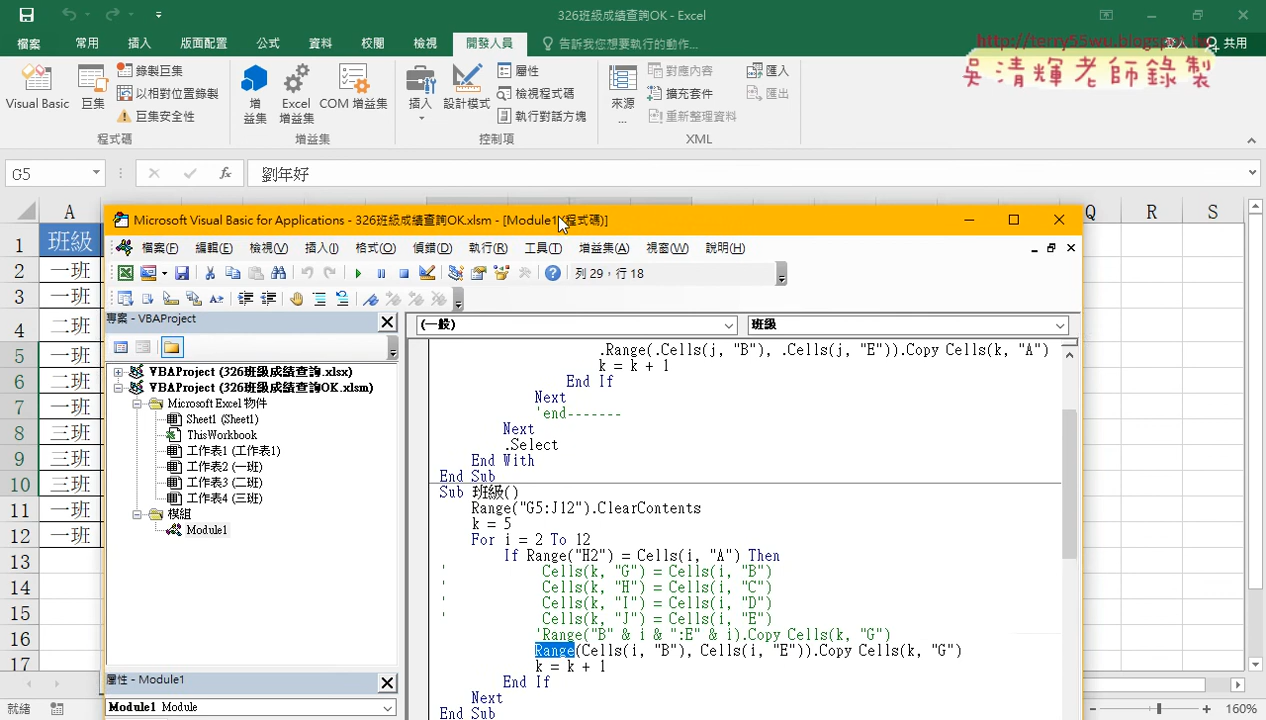 326班級成績查詢OK - Excel
http://terry55wu.blogspot.tw
吳清輝老師錄製
檔案 常用 插入 版面配置 公式 資料 校閱 檢視 開發人員 告訴我您想要執行的動作... 登入 共用
Visual Basic 巨集 錄製巨集 以相對位置錄製 巨集安全性 程式碼
增益集 Excel 增益集 COM 增益集 增益集
插入 設計模式 屬性 檢視程式碼 執行對話方塊 控制項
來源 ... 對應內容 擴充套件 重新整理資料 匯入 匯出 XML
G5 fx 劉年好
A Q R S
1 班級
2 一班
3 一班
4 二班
5 一班
6 二班
7 一班
8 三班
9 三班
10 三班
11 一班
12 一班
13
14
15
16
17
Microsoft Visual Basic for Applications - 326班級成績查詢OK.xlsm - [Module1 (程式碼)]
檔案(F) 編輯(E) 檢視(V) 插入(I) 格式(O) 偵錯(D) 執行(R) 工具(T) 增益集(A) 視窗(W) 說明(H)
列 29，行 18
專案 - VBAProject
VBAProject (326班級成績查詢.xlsx)
VBAProject (326班級成績查詢OK.xlsm)
Microsoft Excel 物件
Sheet1 (Sheet1)
ThisWorkbook
工作表1 (工作表1)
工作表2 (一班)
工作表3 (二班)
工作表4 (三班)
模組
Module1
屬性 - Module1
Module1 Module
(一般) 班級
.Range(.Cells(j, "B"), .Cells(j, "E")).Copy Cells(k, "A")
k = k + 1
End If
Next
'end-------
Next
.Select
End With
End Sub
Sub 班級()
Range("G5:J12").ClearContents
k = 5
For i = 2 To 12
If Range("H2") = Cells(i, "A") Then
' Cells(k, "G") = Cells(i, "B")
' Cells(k, "H") = Cells(i, "C")
' Cells(k, "I") = Cells(i, "D")
' Cells(k, "J") = Cells(i, "E")
'Range("B" & i & ":E" & i).Copy Cells(k, "G")
Range(Cells(i, "B"), Cells(i, "E")).Copy Cells(k, "G")
k = k + 1
End If
Next
End Sub
就緒 160%